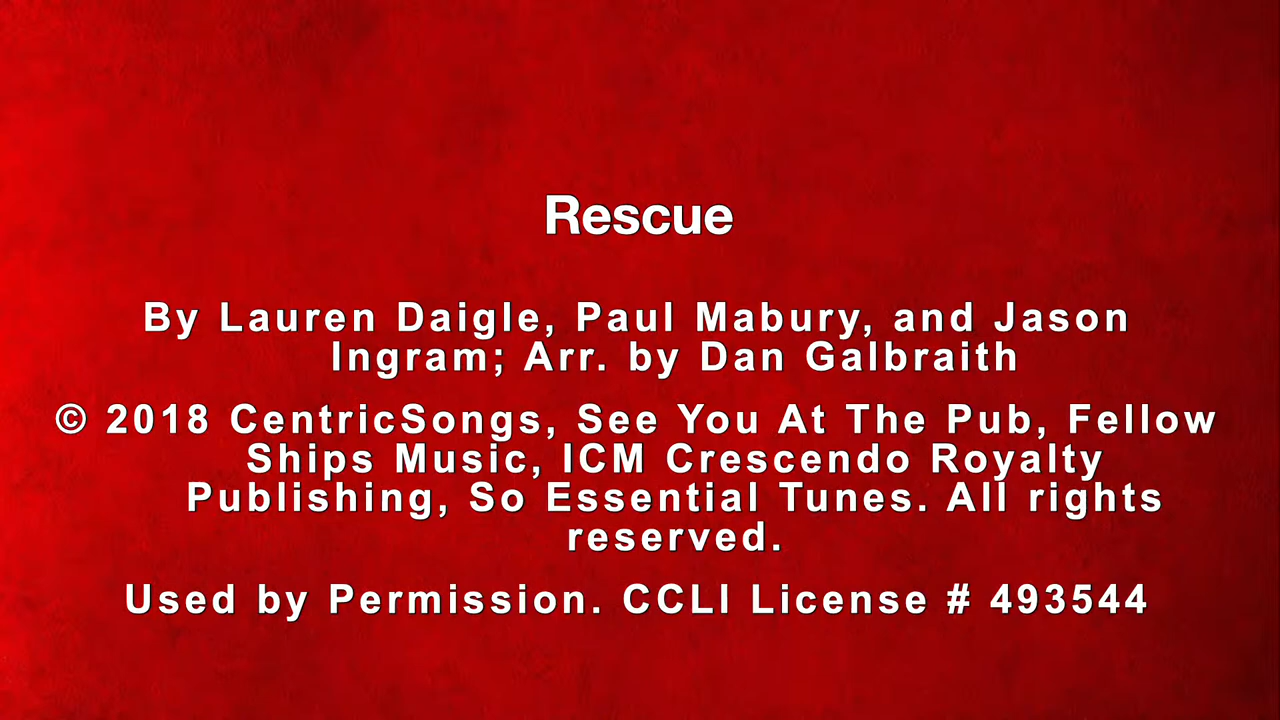 Rescue
By Lauren Daigle, Paul Mabury, and Jason
Ingram; Arr. by Dan Galbraith
© 2018 CentricSongs, See You At The Pub, Fellow
Ships Music, ICM Crescendo Royalty
Publishing, So Essential Tunes. All rights
reserved.
Used by Permission. CCLI License # 493544